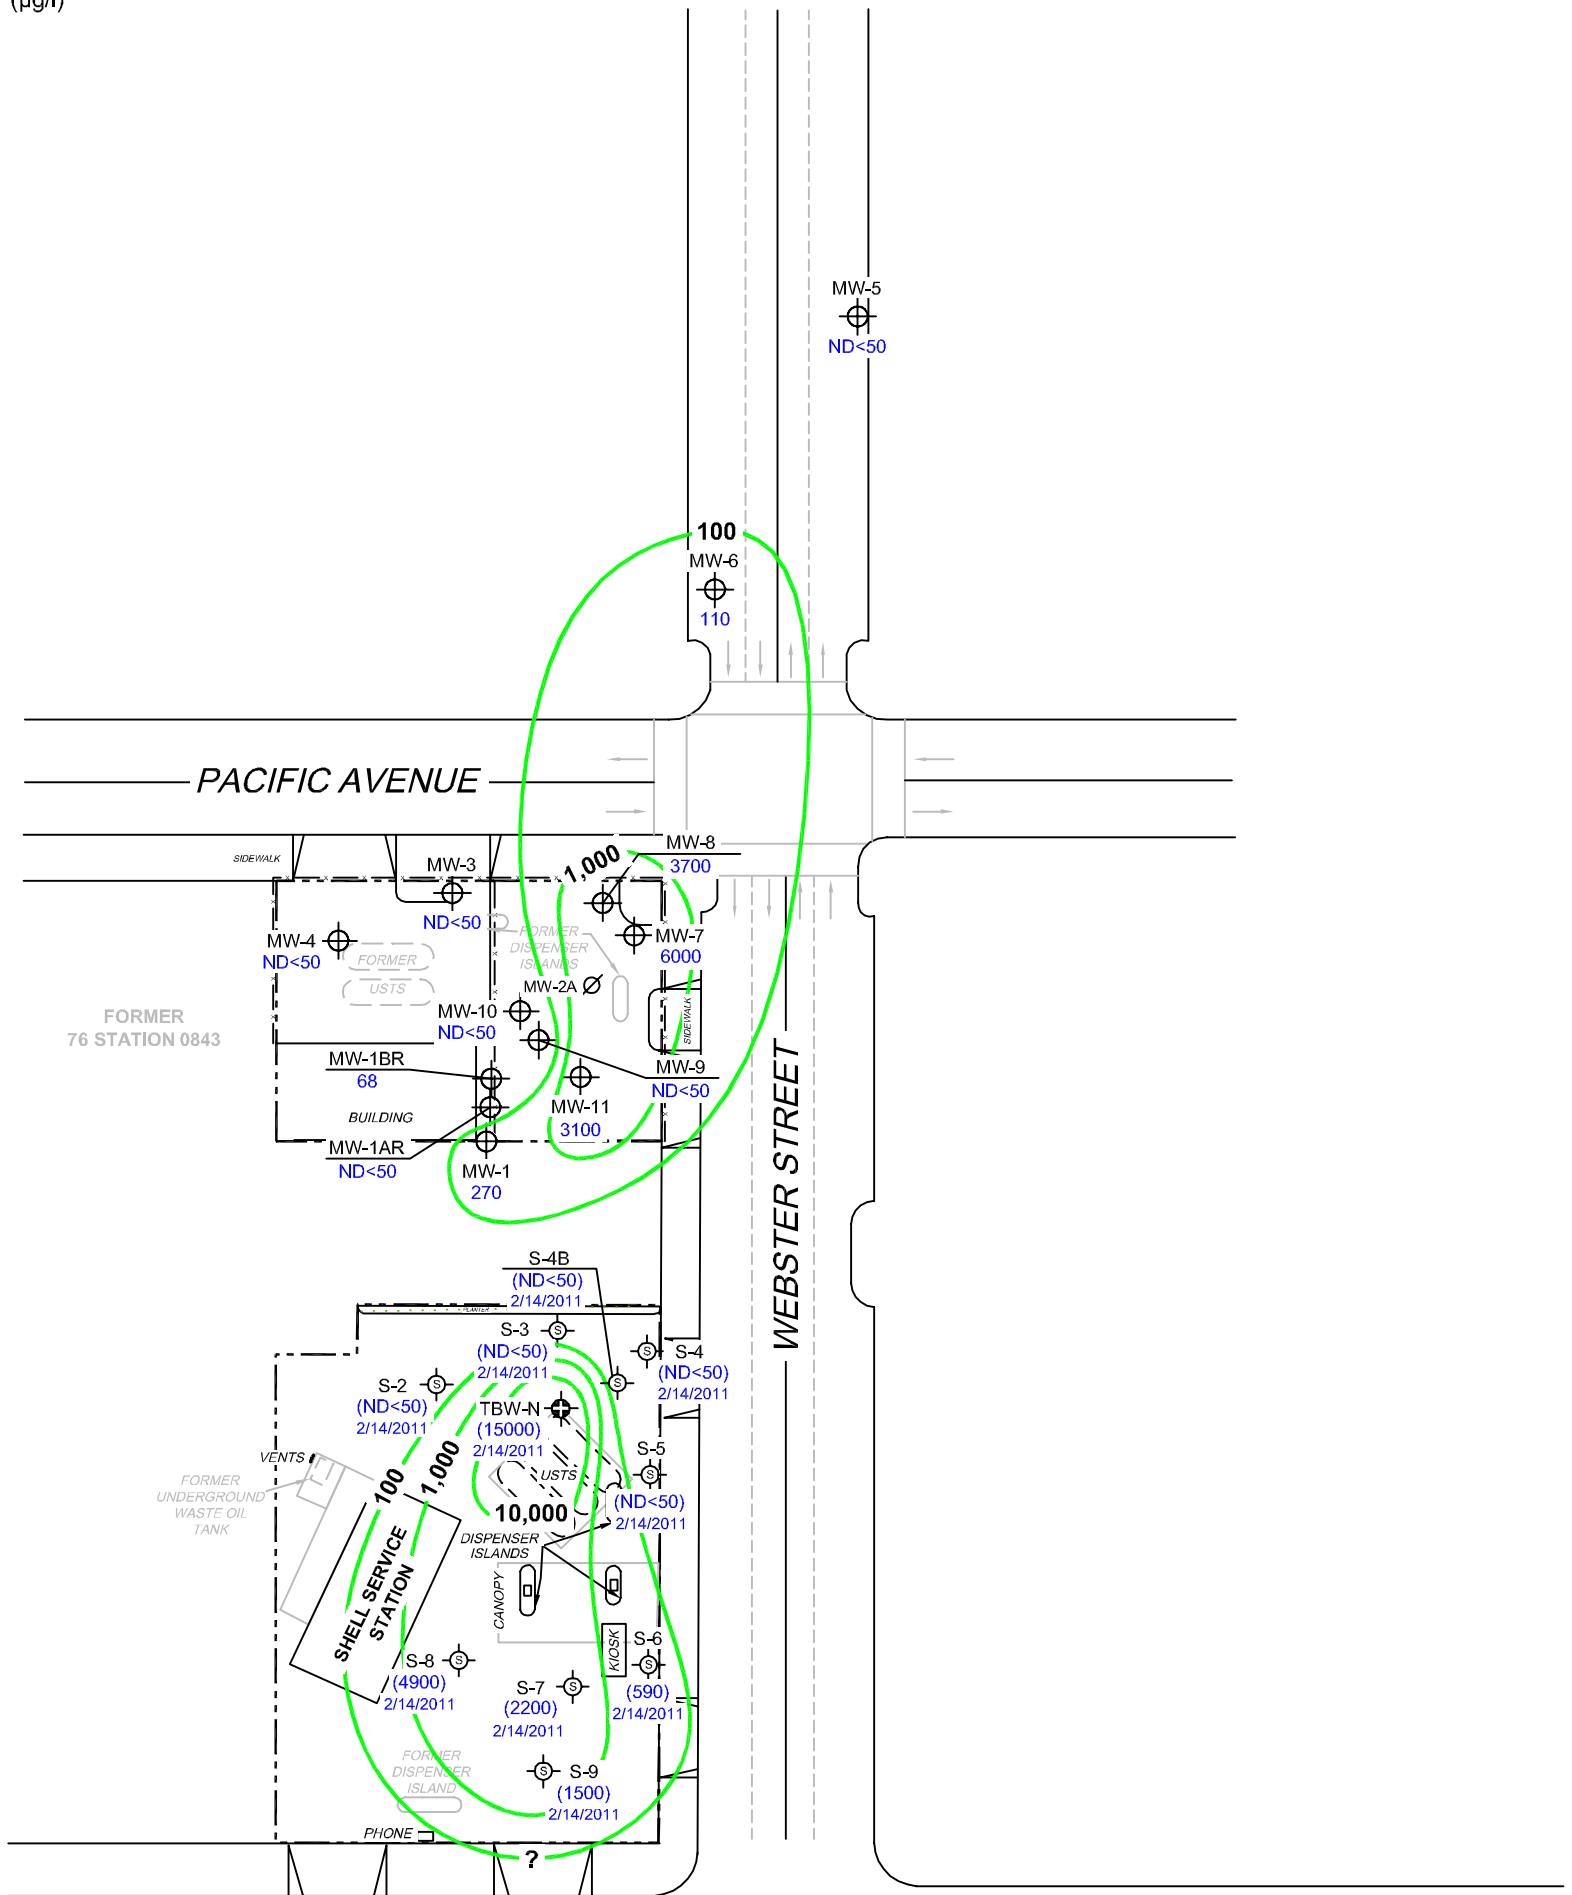 (µg/l)
MW-5
ND<50
100
MW-6
110
PACIFIC AVENUE
MW-8
3700
1,000
SIDEWALK
MW-3
ND<50
MW-4
ND<50
FORMER
USTS
FORMER
DISPENSER
ISLANDS
MW-7
6000
MW-2A
MW-10
ND<50
SIDEWALK
FORMER
76 STATION 0843
MW-1BR
68
MW-9
ND<50
BUILDING
MW-11
3100
MW-1AR
ND<50
MW-1
270
WEBSTER STREET
S-4B
(ND<50)
2/14/2011
PLANTER
S-3
(ND<50)
2/14/2011
S-4
(ND<50)
2/14/2011
S-2
(ND<50)
2/14/2011
TBW-N
(15000)
2/14/2011
VENTS
100
1,000
USTS
S-5
(ND<50)
2/14/2011
FORMER
UNDERGROUND
WASTE OIL
TANK
10,000
DISPENSER
ISLANDS
SHELL SERVICE
STATION
CANOPY
KIOSK
S-6
(590)
2/14/2011
S-8
(4900)
2/14/2011
S-7
(2200)
2/14/2011
FORMER
DISPENSER
ISLAND
S-9
(1500)
2/14/2011
PHONE
?
S
S
S
S
S
S
S
S
S